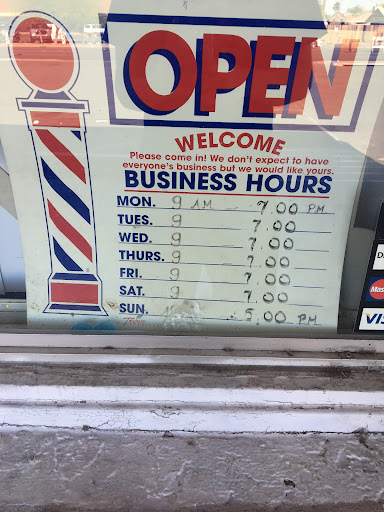 OPEN
WELCOME
Please come in! We don't expect to have
everyone's business but we would like yours.
BUSINESS HOURS
MON. 9 AM 7.00 PM
TUES. 9 7.00
WED. 9 7.00
THURS. 9 7.00
FRI. 9 7.00
SAT. 9 7.00
SUN. 5.00 PM
VIS